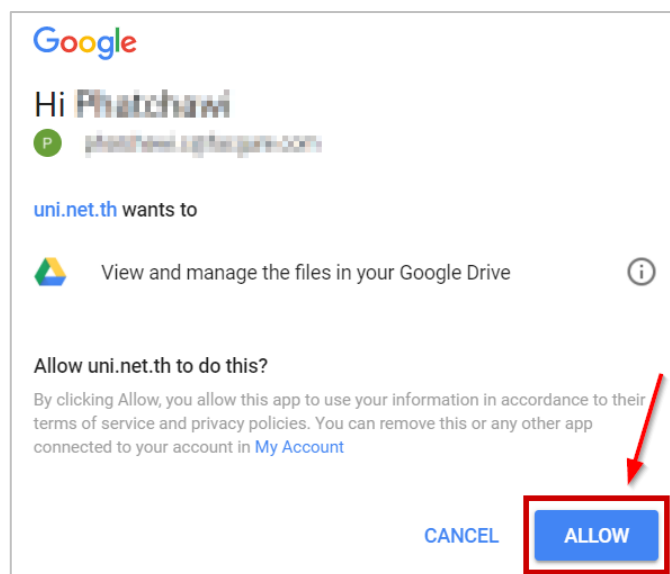 Google
Hi
P
uni.net.th wants to
View and manage the files in your Google Drive
Allow uni.net.th to do this?
By clicking Allow, you allow this app to use your information in accordance to their
terms of service and privacy policies. You can remove this or any other app
connected to your account in My Account
CANCEL ALLOW